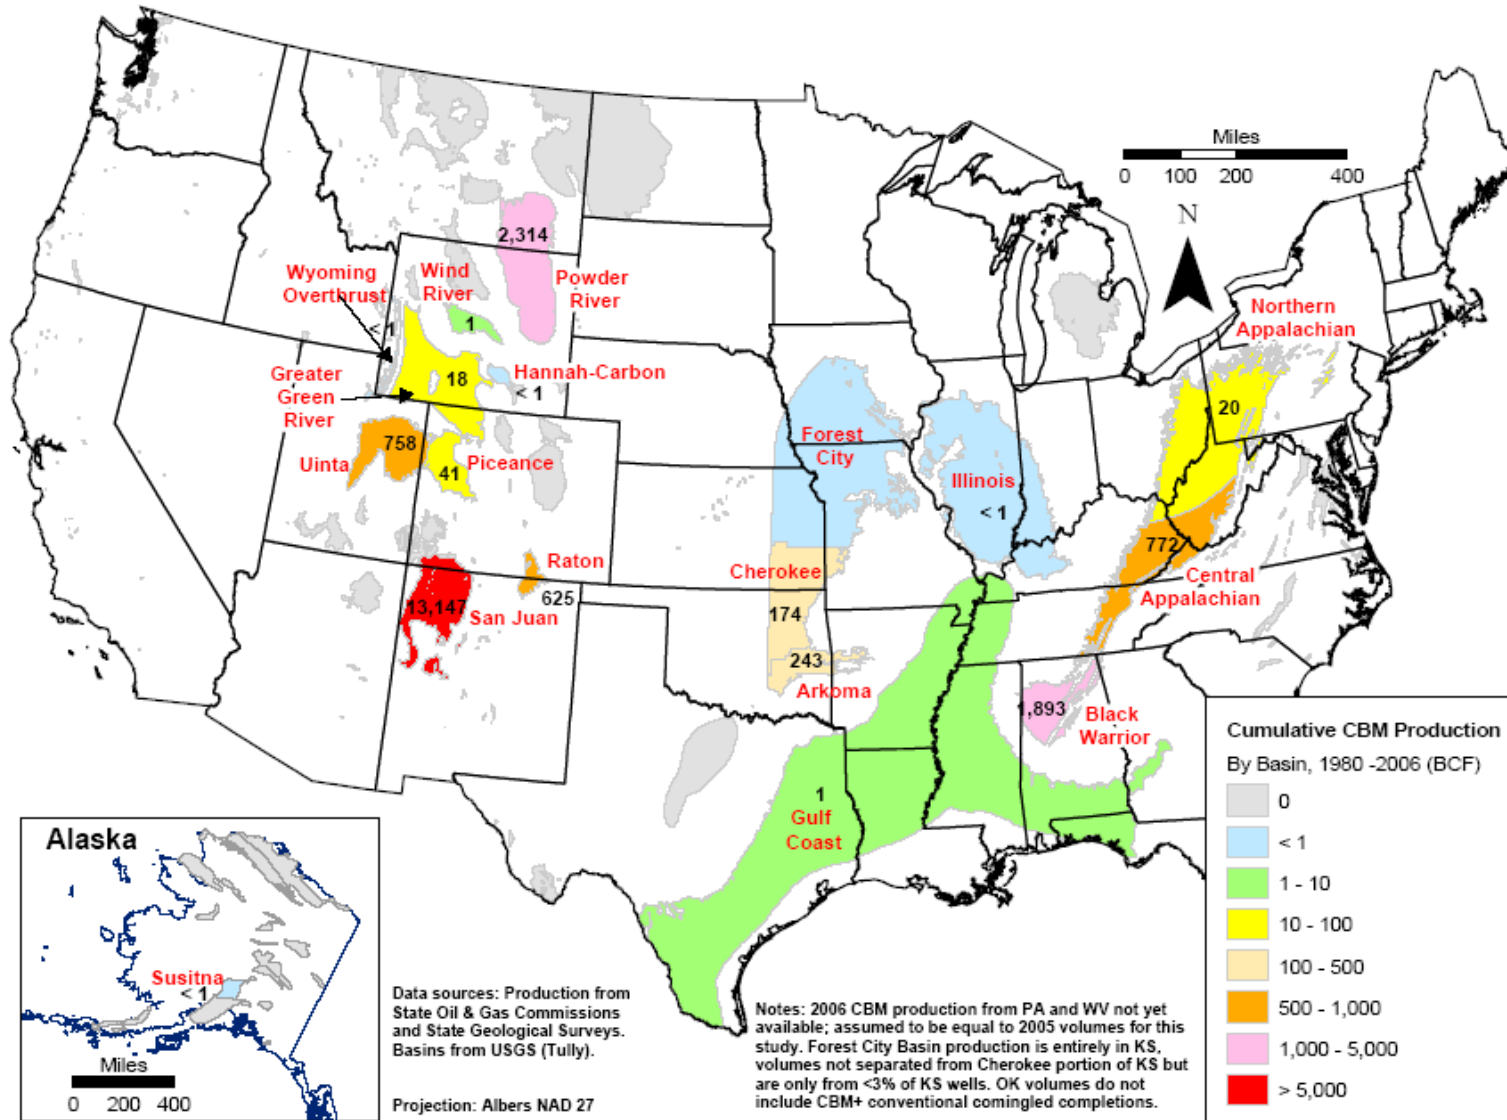 Miles
0 100 200 400
N
2,314
Wyoming
Overthrust
< 1
Wind
River
1
Powder
River
Northern
Appalachian
20
Greater
Green
River
18
Hannah-Carbon
< 1
758
Uinta
41
Piceance
Forest
City
Illinois
< 1
Raton
625
13,147
San Juan
Cherokee
174
243
Arkoma
772
Central
Appalachian
1,893
Black
Warrior
1
Gulf
Coast
Alaska
Susitna
< 1
Miles
0 200 400
Data sources: Production from
State Oil & Gas Commissions
and State Geological Surveys.
Basins from USGS (Tully).
Projection: Albers NAD 27
Notes: 2006 CBM production from PA and WV not yet
available; assumed to be equal to 2005 volumes for this
study. Forest City Basin production is entirely in KS,
volumes not separated from Cherokee portion of KS but
are only from <3% of KS wells. OK volumes do not
include CBM+ conventional comingled completions.
Cumulative CBM Production
By Basin, 1980 -2006 (BCF)
0
< 1
1 - 10
10 - 100
100 - 500
500 - 1,000
1,000 - 5,000
> 5,000